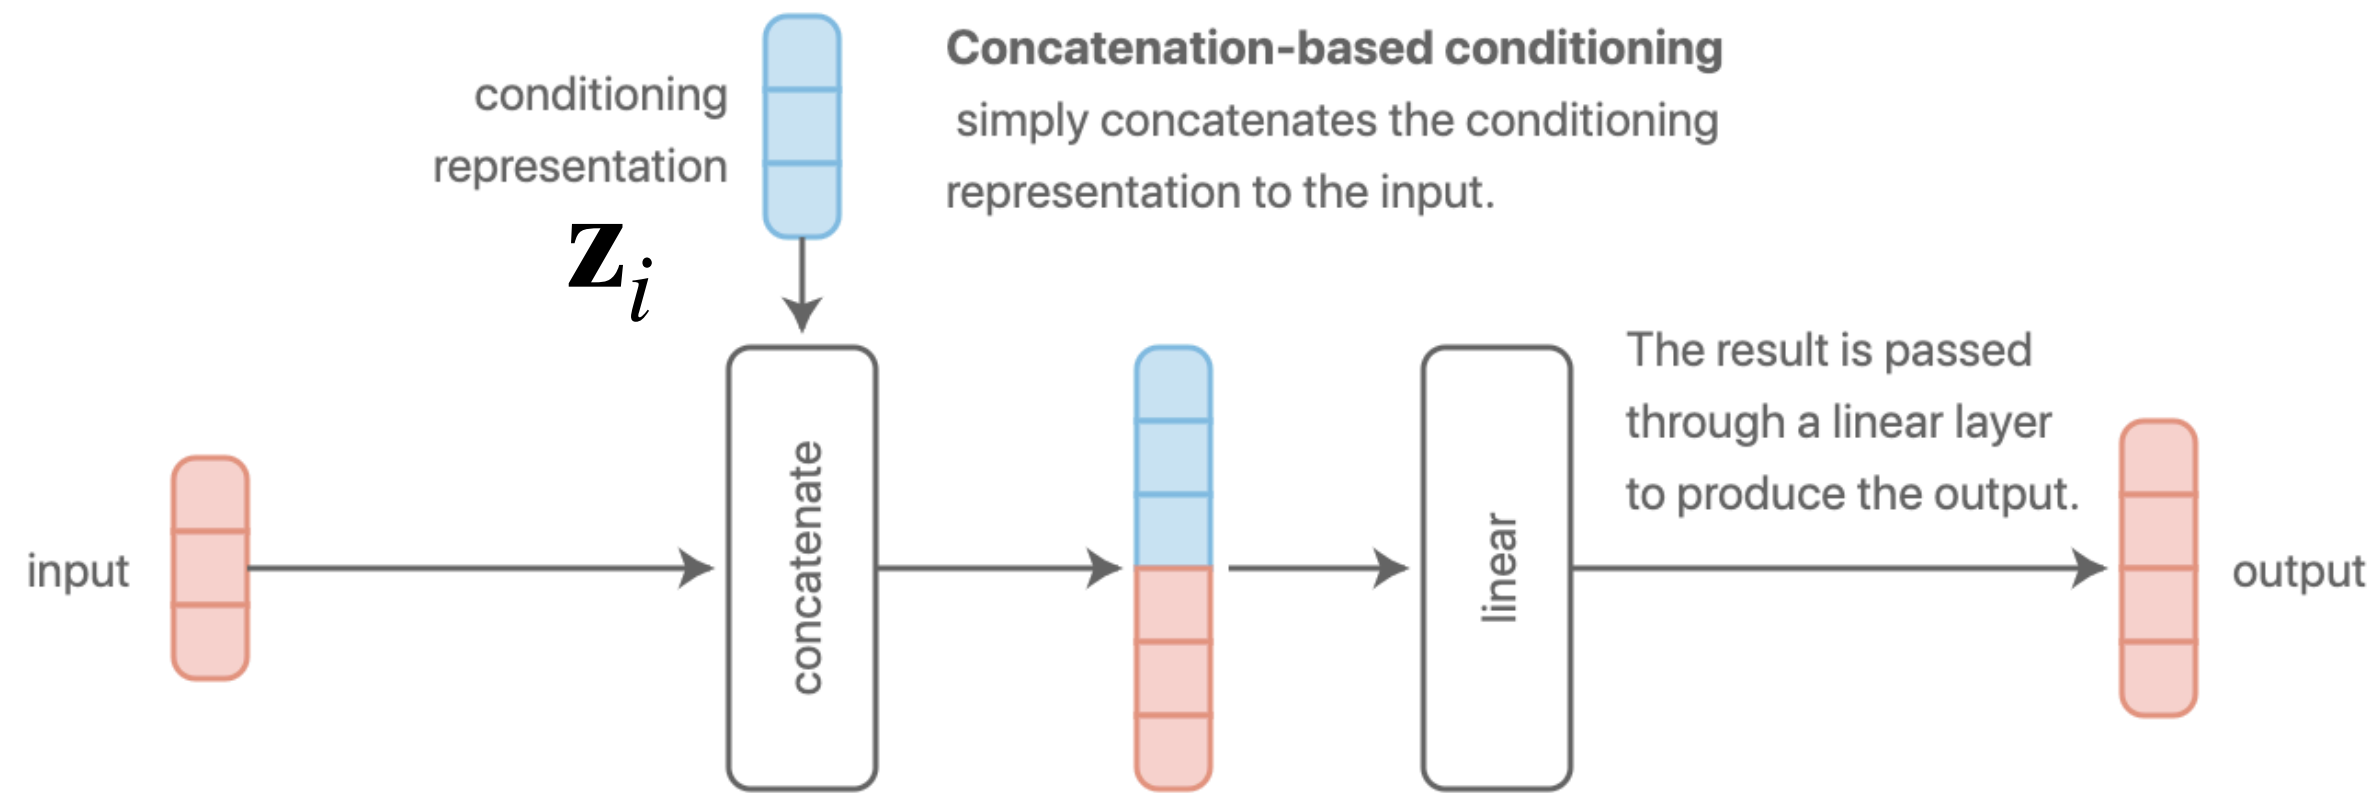 conditioning
representation
𝐳ᵢ
Concatenation-based conditioning
simply concatenates the conditioning
representation to the input.
input
concatenate
linear
The result is passed
through a linear layer
to produce the output.
output